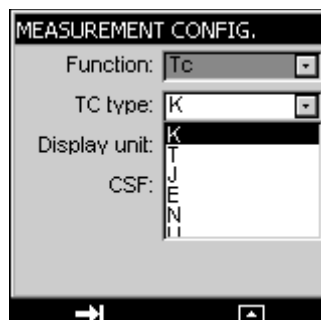 MEASUREMENT CONFIG.
Function: Tc
TC type: K
Display unit:
CSF:
K
T
J
E
N